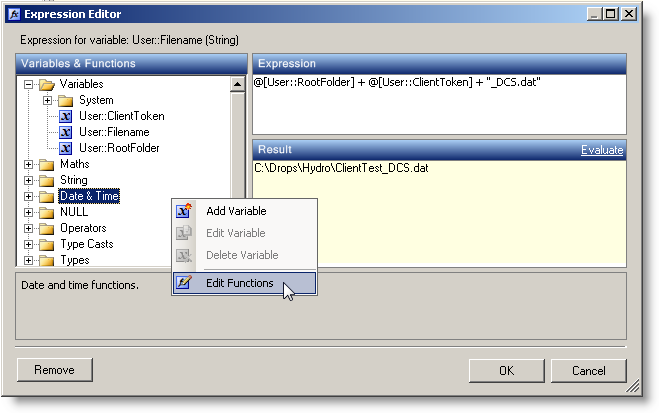 Expression Editor
Expression for variable: User::Filename (String)
Variables & Functions
Variables
System
User::ClientToken
User::Filename
User::RootFolder
Maths
String
Date & Time
NULL
Operators
Type Casts
Types
Expression
@[User::RootFolder] + @[User::ClientToken] + "_DCS.dat"
Result
Evaluate
C:\Drops\Hydro\ClientTest_DCS.dat
Add Variable
Edit Variable
Delete Variable
Edit Functions
Date and time functions.
Remove
OK
Cancel